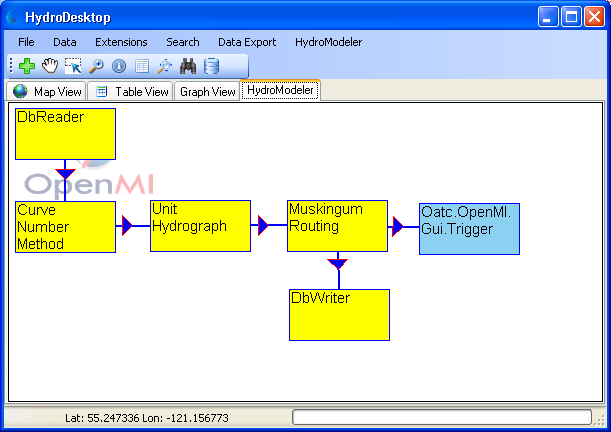 HydroDesktop
File Data Extensions Search Data Export HydroModeler
Map View Table View Graph View HydroModeler
DbReader
OpenMI
Curve
Number
Method
Unit
Hydrograph
Muskingum
Routing
Oatc.OpenMI.
Gui.Trigger
DbWriter
Lat: 55.247336 Lon: -121.156773